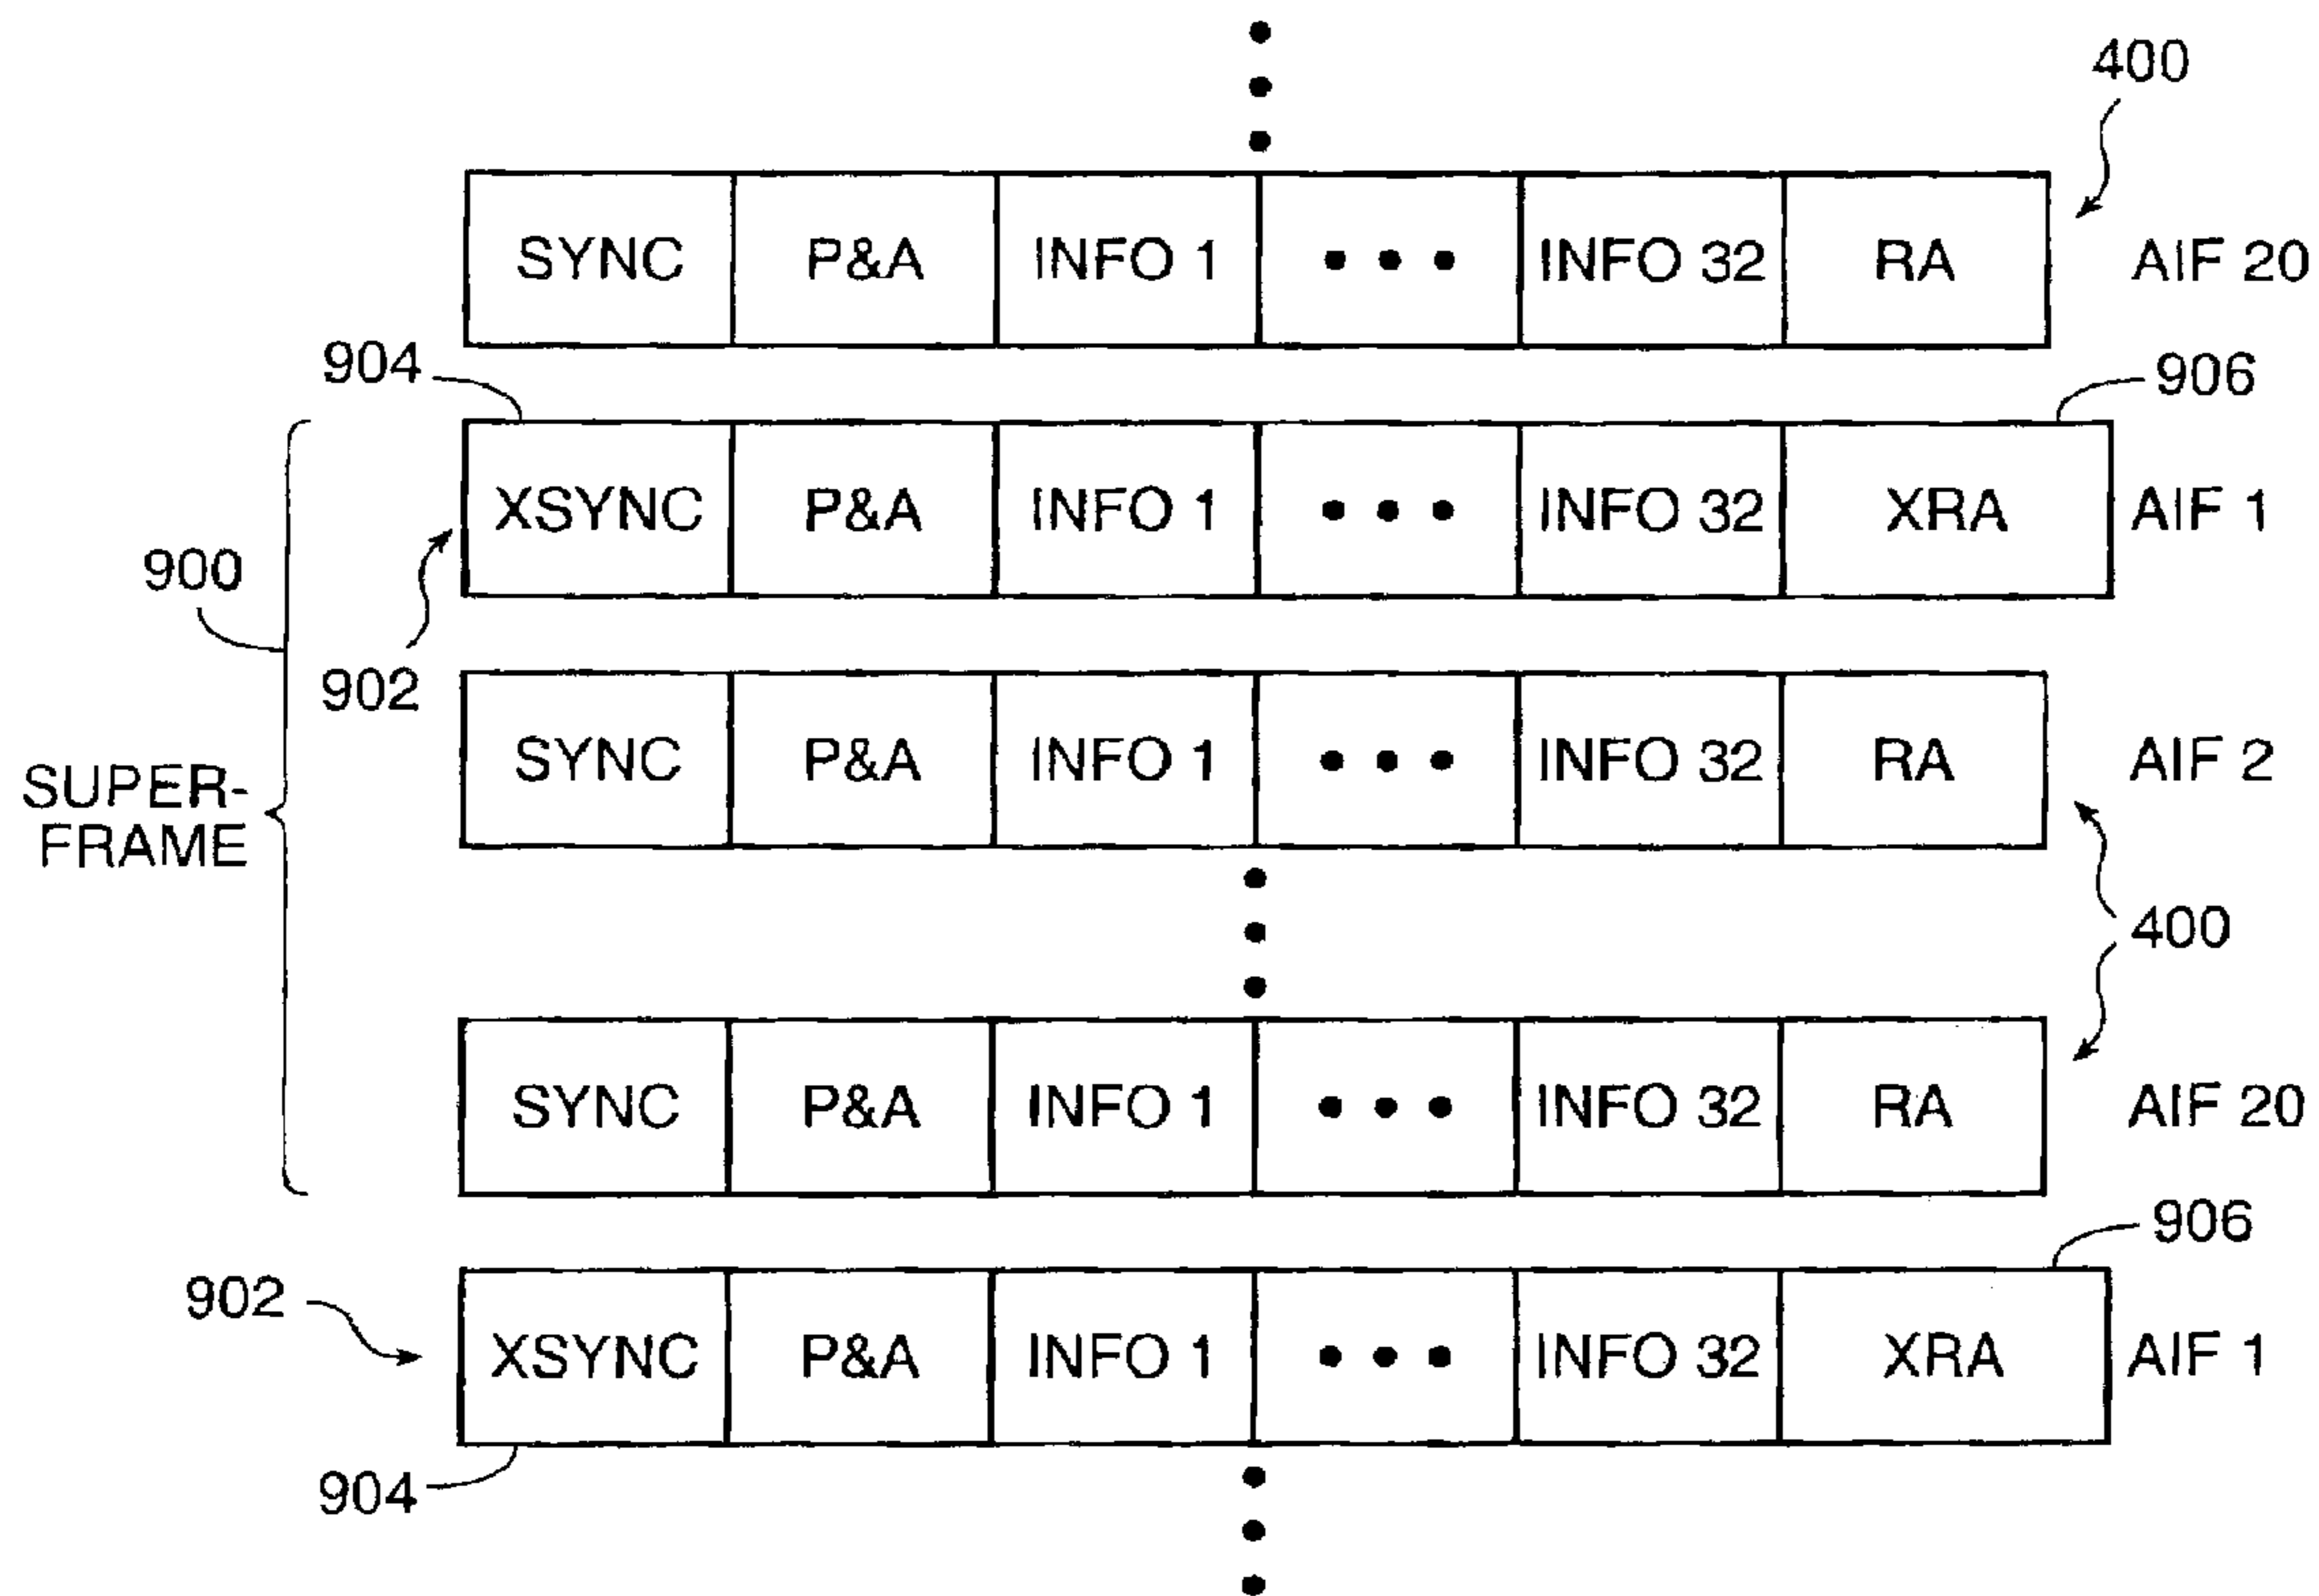 400
SYNC P&A INFO 1 • • • INFO 32 RA AIF 20
904 906
XSYNC P&A INFO 1 • • • INFO 32 XRA AIF 1
900
902
SYNC P&A INFO 1 • • • INFO 32 RA AIF 2
SUPER-
FRAME
400
SYNC P&A INFO 1 • • • INFO 32 RA AIF 20
906
902
XSYNC P&A INFO 1 • • • INFO 32 XRA AIF 1
904